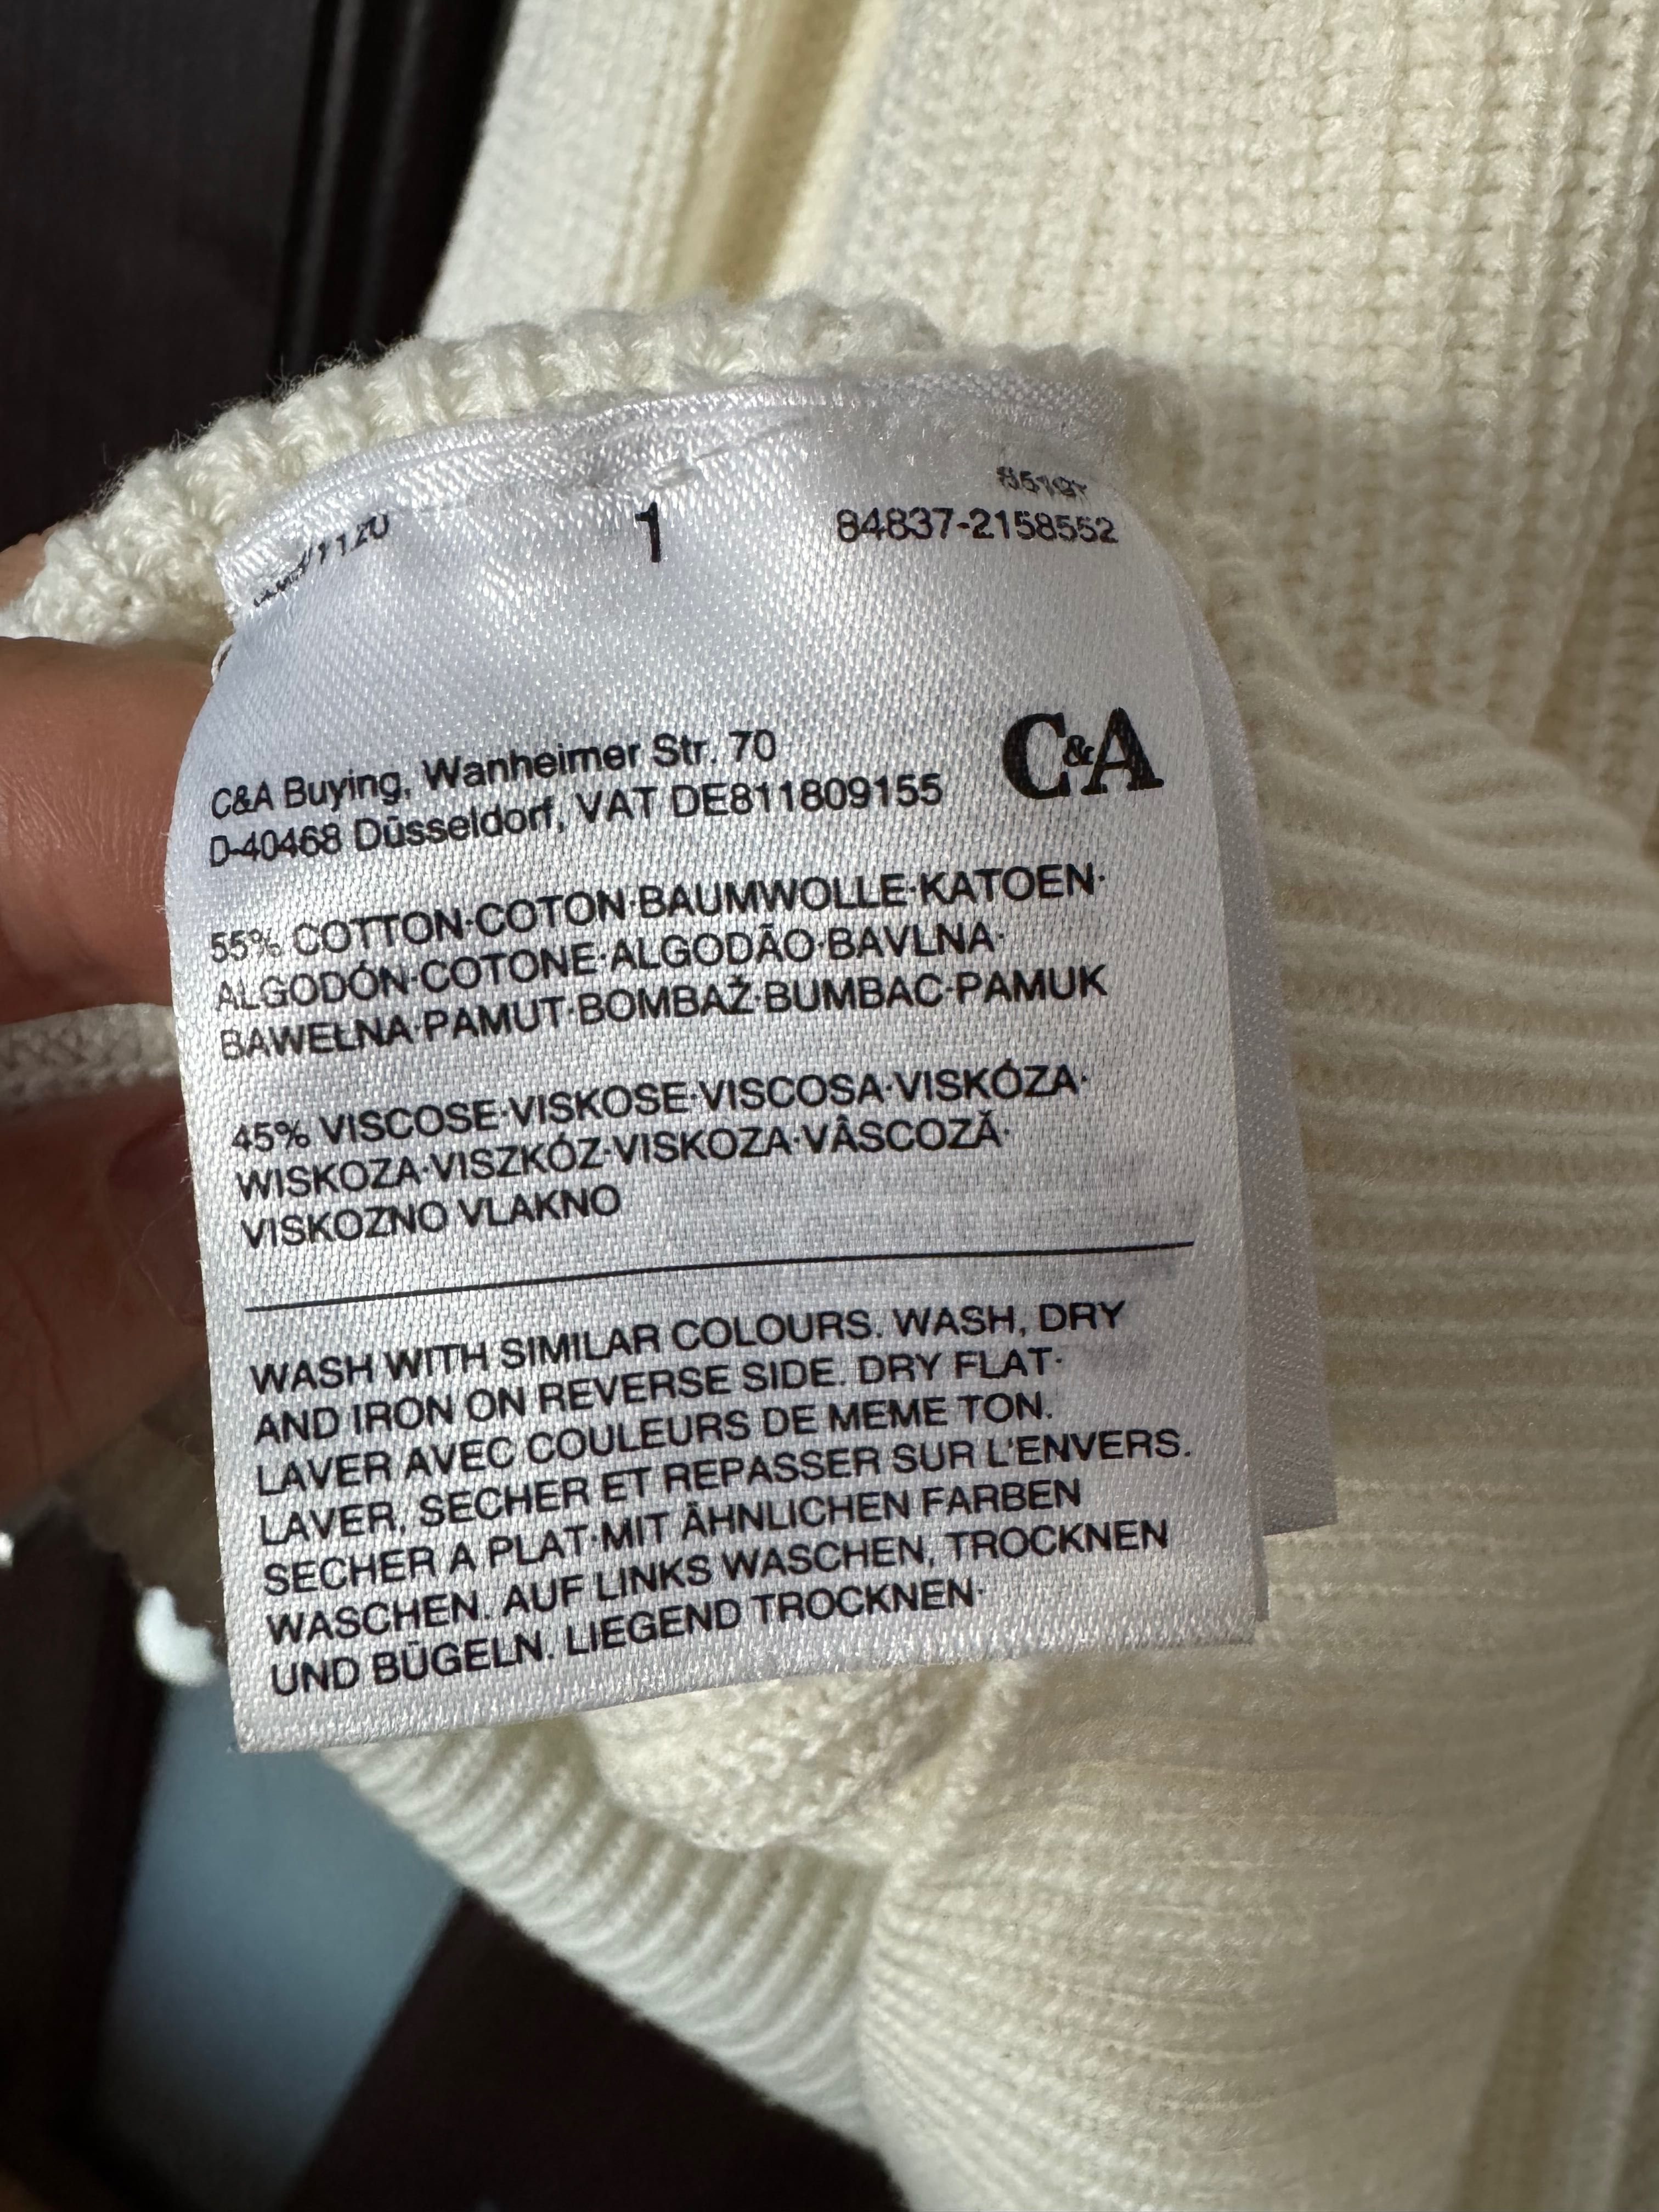 1
84837-2158552
C&A
C&A Buying, Wanheimer Str. 70
D-40468 Düsseldorf, VAT DE811809155
55% COTTON·COTON·BAUMWOLLE·KATOEN·
ALGODÓN·COTONE·ALGODÃO·BAVLNA·
BAWEŁNA·PAMUT·BOMBAŽ·BUMBAC·PAMUK
45% VISCOSE·VISKOSE·VISCOSA·VISKÓZA·
WISKOZA·VISZKÓZ·VISKOZA·VÂSCOZĂ·
VISKOZNO VLAKNO
WASH WITH SIMILAR COLOURS. WASH, DRY
AND IRON ON REVERSE SIDE. DRY FLAT·
LAVER AVEC COULEURS DE MEME TON.
LAVER, SECHER ET REPASSER SUR L'ENVERS.
SECHER A PLAT·MIT ÄHNLICHEN FARBEN
WASCHEN. AUF LINKS WASCHEN, TROCKNEN
UND BÜGELN. LIEGEND TROCKNEN·